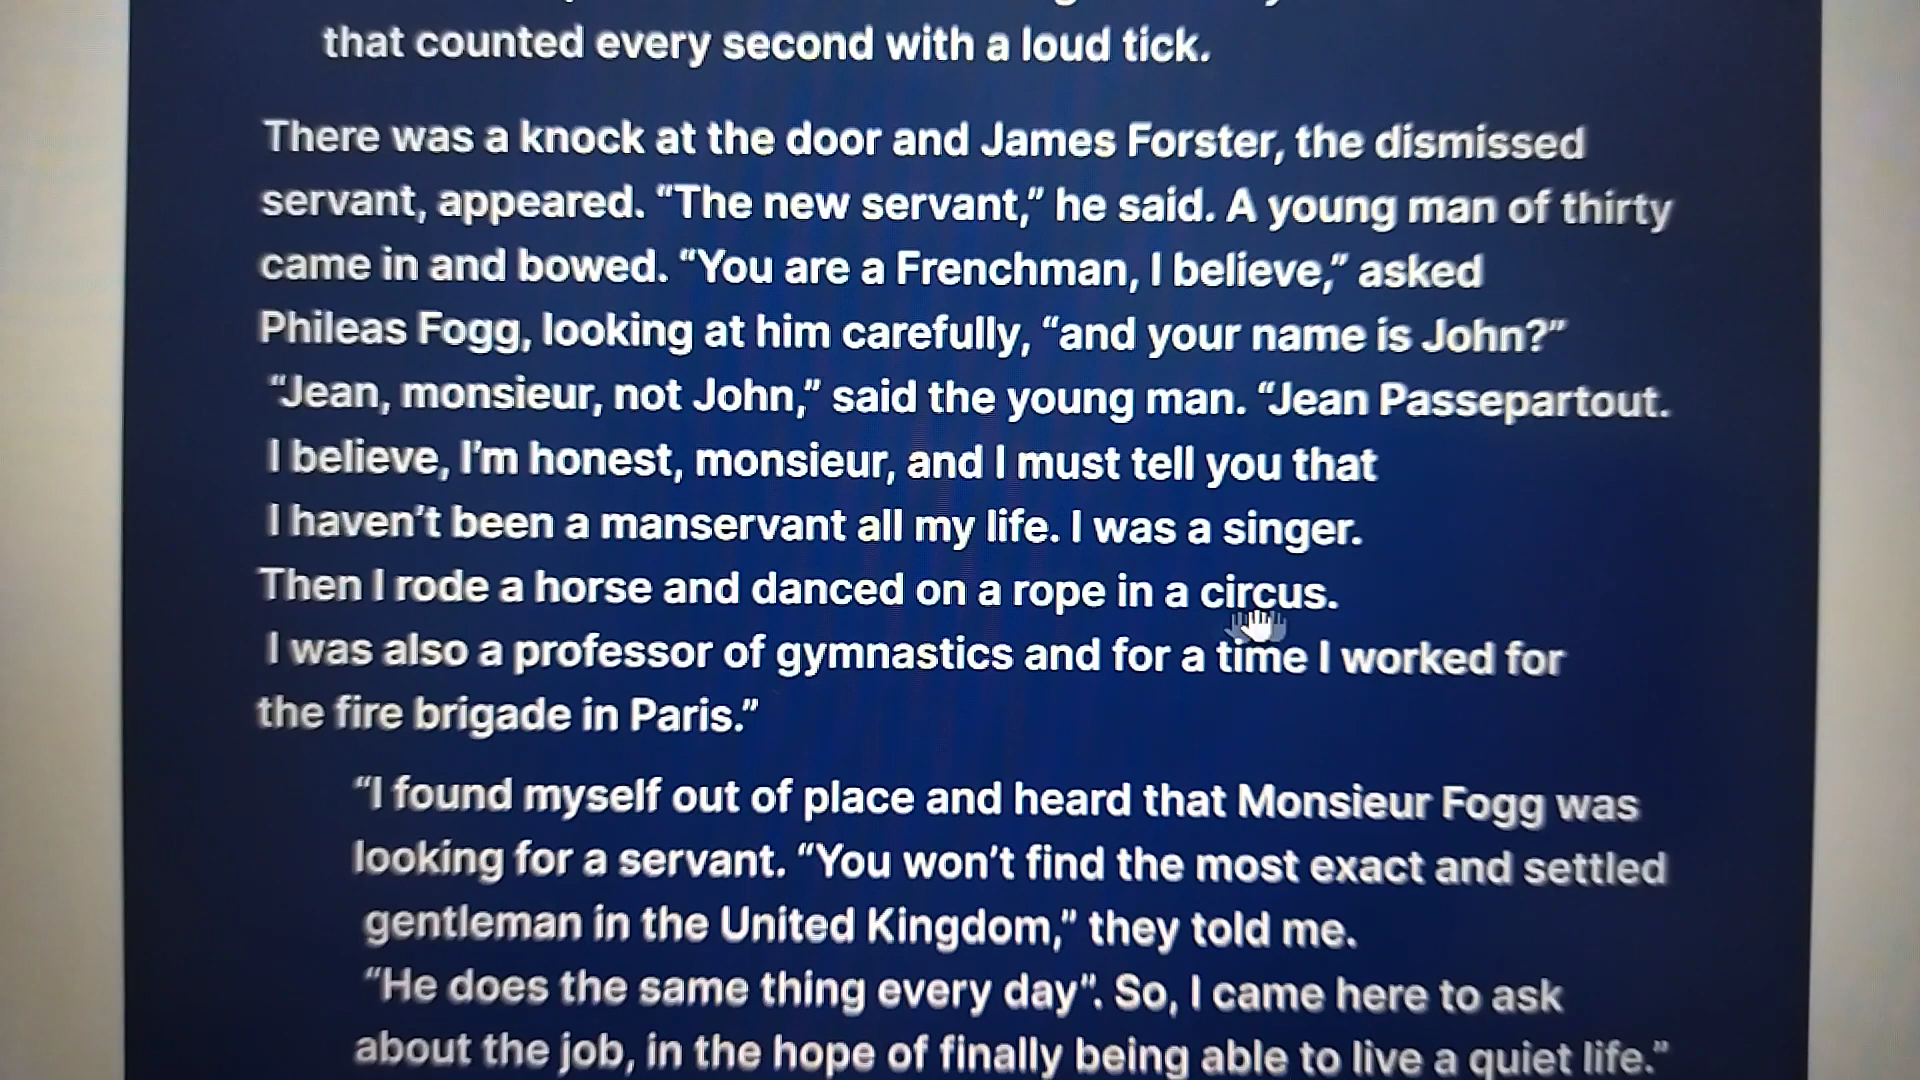 that counted every second with a loud tick.
There was a knock at the door and James Forster, the dismissed
servant, appeared. “The new servant,” he said. A young man of thirty
came in and bowed. “You are a Frenchman, I believe,” asked
Phileas Fogg, looking at him carefully, “and your name is John?”
“Jean, monsieur, not John,” said the young man. “Jean Passepartout.
I believe, I’m honest, monsieur, and I must tell you that
I haven’t been a manservant all my life. I was a singer.
Then I rode a horse and danced on a rope in a circus.
I was also a professor of gymnastics and for a time I worked for
the fire brigade in Paris.”
“I found myself out of place and heard that Monsieur Fogg was
looking for a servant. “You won’t find the most exact and settled
gentleman in the United Kingdom,” they told me.
“He does the same thing every day”. So, I came here to ask
about the job, in the hope of finally being able to live a quiet life.”